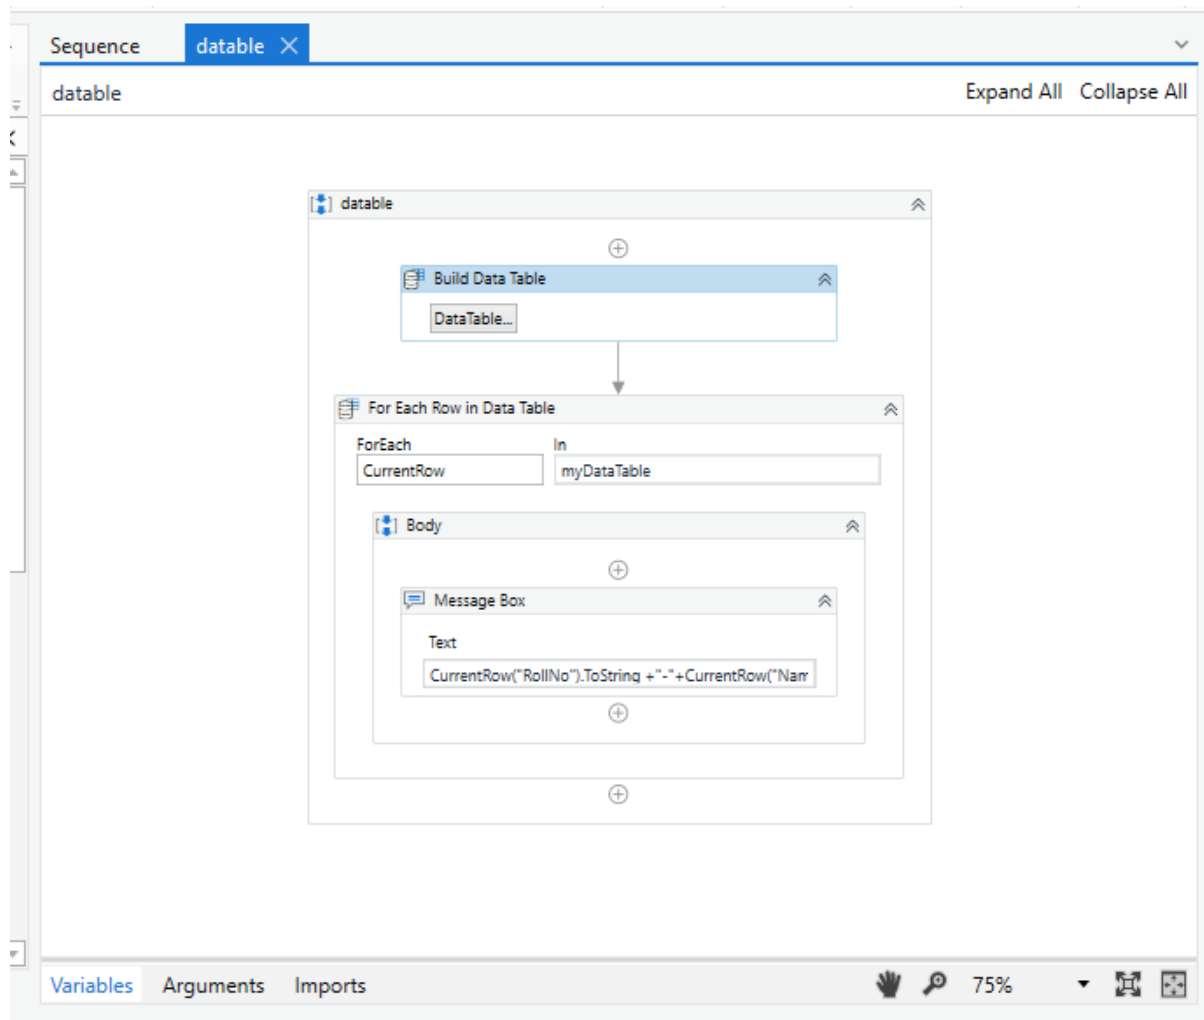 Sequence datable
datable Expand All Collapse All
datable
Build Data Table
DataTable...
For Each Row in Data Table
ForEach In
CurrentRow myDataTable
Body
Message Box
Text
CurrentRow("RollNo").ToString +"-"+CurrentRow("Nam
Variables Arguments Imports 75%